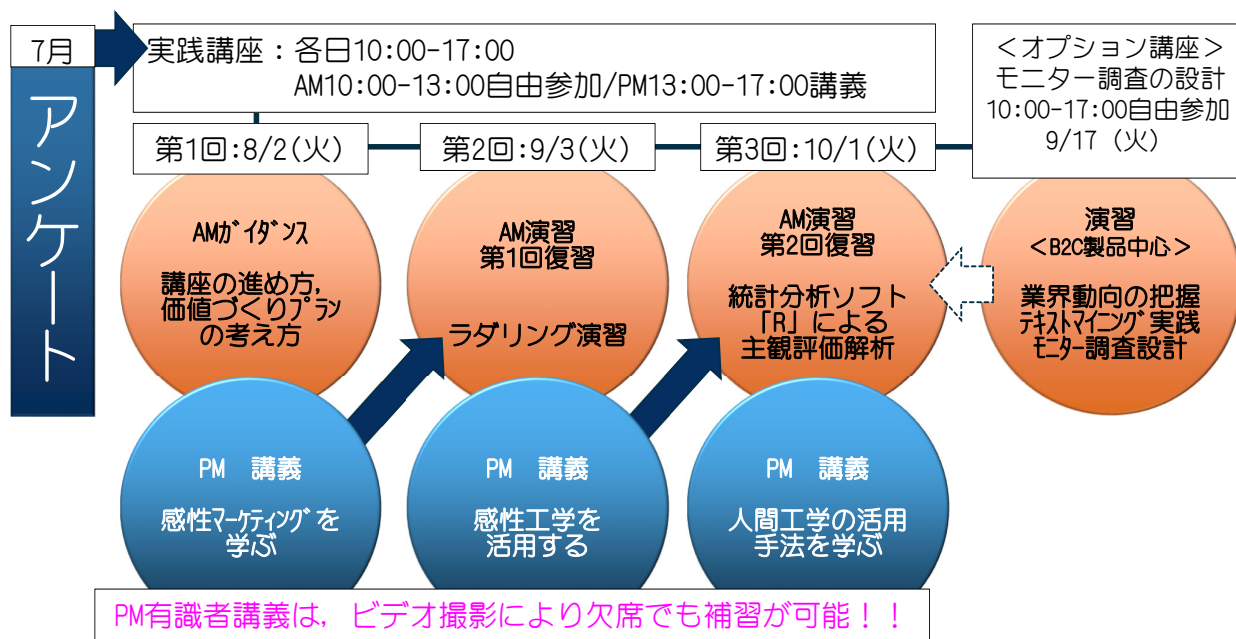 7月
アンケート
実践講座：各日10:00-17:00
AM10:00-13:00自由参加/PM13:00-17:00講義
＜オプション講座＞
モニター調査の設計
10:00-17:00自由参加
9/17（火）
第1回:8/2(火)
第2回:9/3(火)
第3回:10/1(火)
AMｶﾞｲﾀﾞﾝｽ
講座の進め方，
価値づくりﾌﾟﾗﾝ
の考え方
AM演習
第1回復習
ラダリング演習
AM演習
第2回復習
統計分析ソフト
「R」による
主観評価解析
演習
＜B2C製品中心＞
業界動向の把握
ﾃｷｽﾄﾏｲﾆﾝｸﾞ実践
ﾓﾆﾀｰ調査設計
PM　講義
感性ﾏｰｹﾃｨﾝｸﾞを
学ぶ
PM　講義
感性工学を
活用する
PM　講義
人間工学の活用
手法を学ぶ
PM有識者講義は，ビデオ撮影により欠席でも補習が可能！！